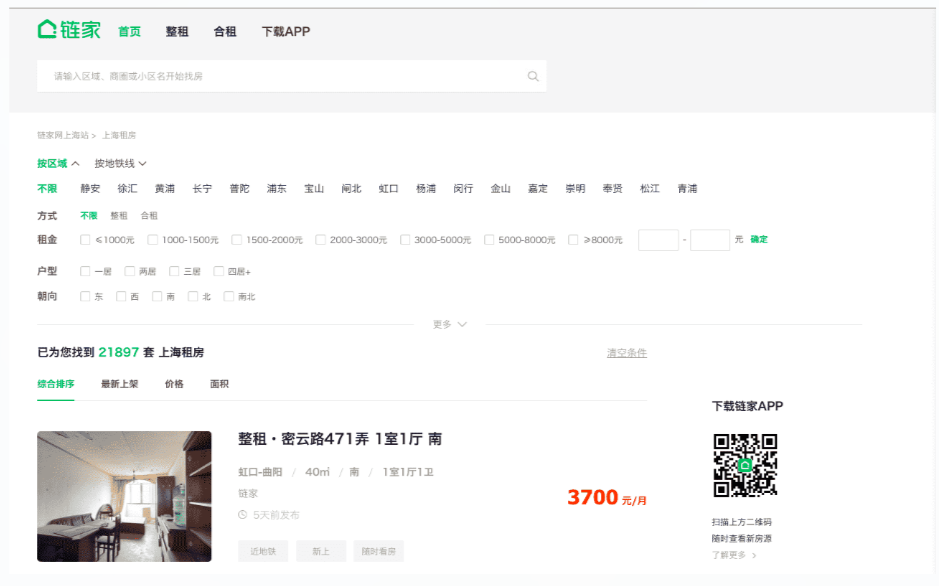 链家 首页 整租 合租 下载APP
请输入区域、商圈或小区名开始找房
链家网上海站 > 上海租房
按区域 按地铁线
不限 静安 徐汇 黄浦 长宁 普陀 浦东 宝山 闸北 虹口 杨浦 闵行 金山 嘉定 崇明 奉贤 松江 青浦
方式 不限 整租 合租
租金 ≤1000元 1000-1500元 1500-2000元 2000-3000元 3000-5000元 5000-8000元 ≥8000元 - 元 确定
户型 一居 两居 三居 四居+
朝向 东 西 南 北 南北
更多
已为您找到 21897 套 上海租房 清空条件
综合排序 最新上架 价格 面积
下载链家APP
整租·密云路471弄 1室1厅 南
虹口-曲阳 / 40㎡ / 南 / 1室1厅1卫
链家
3700 元/月
5天前发布
扫描上方二维码
随时查看新房源
近地铁 新上 随时看房
了解更多 >